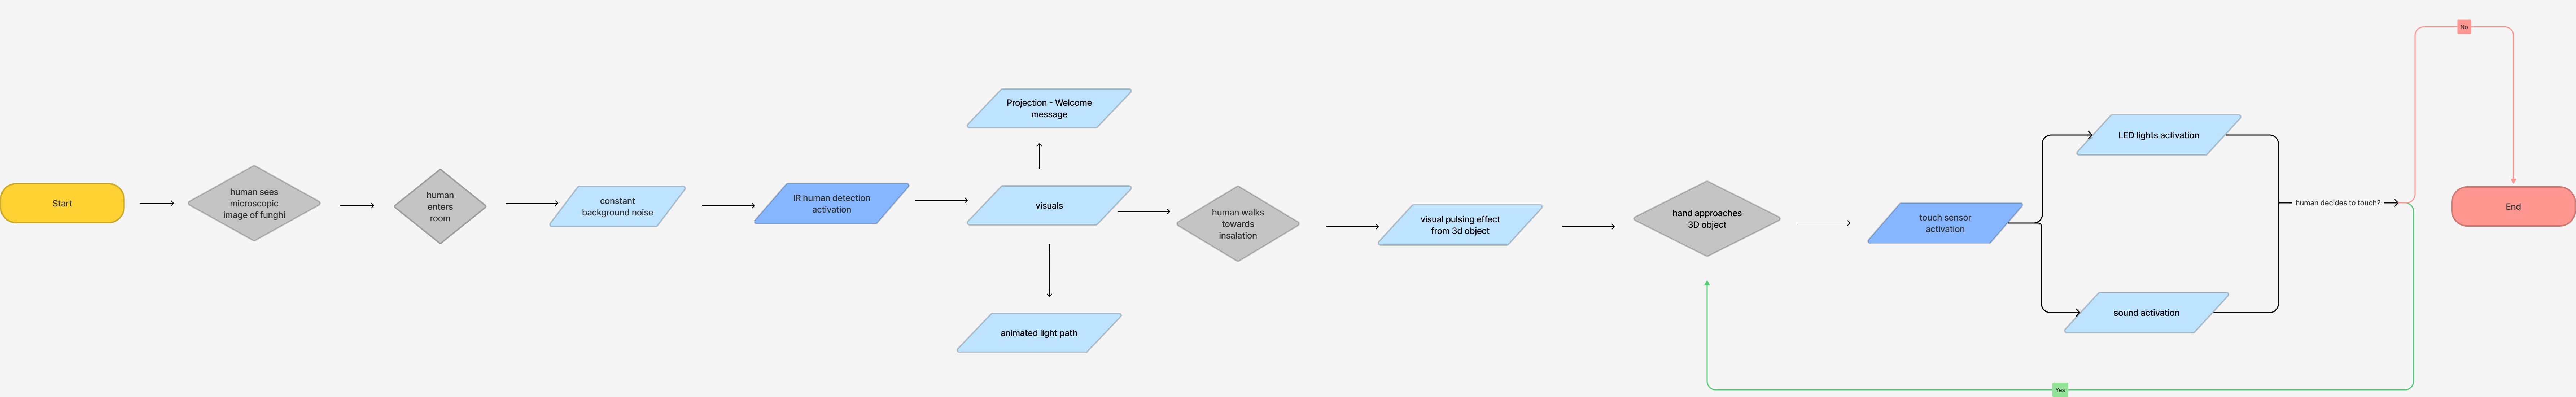 Start
human sees
microscopic
image of funghi
human
enters
room
constant
background noise
IR human detection
activation
Projection - Welcome
message
visuals
animated light path
human walks
towards
insalation
visual pulsing effect
from 3d object
hand approaches
3D object
touch sensor
activation
LED lights activation
sound activation
human decides to touch?
No
Yes
End